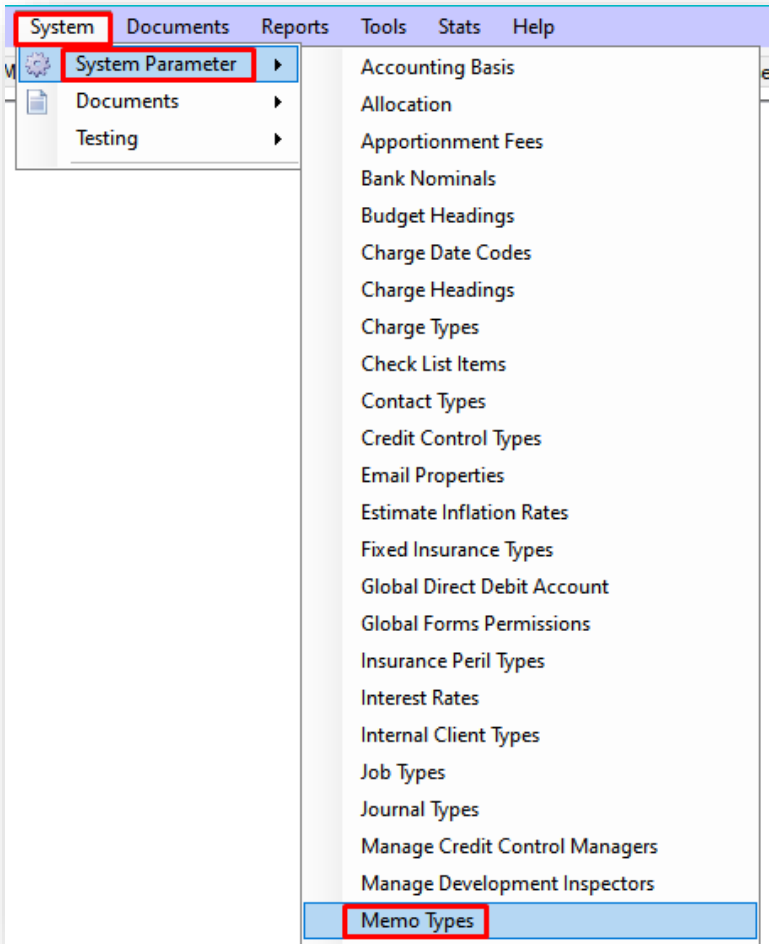 System Documents Reports Tools Stats Help
System Parameter
Documents
Testing
Accounting Basis
Allocation
Apportionment Fees
Bank Nominals
Budget Headings
Charge Date Codes
Charge Headings
Charge Types
Check List Items
Contact Types
Credit Control Types
Email Properties
Estimate Inflation Rates
Fixed Insurance Types
Global Direct Debit Account
Global Forms Permissions
Insurance Peril Types
Interest Rates
Internal Client Types
Job Types
Journal Types
Manage Credit Control Managers
Manage Development Inspectors
Memo Types